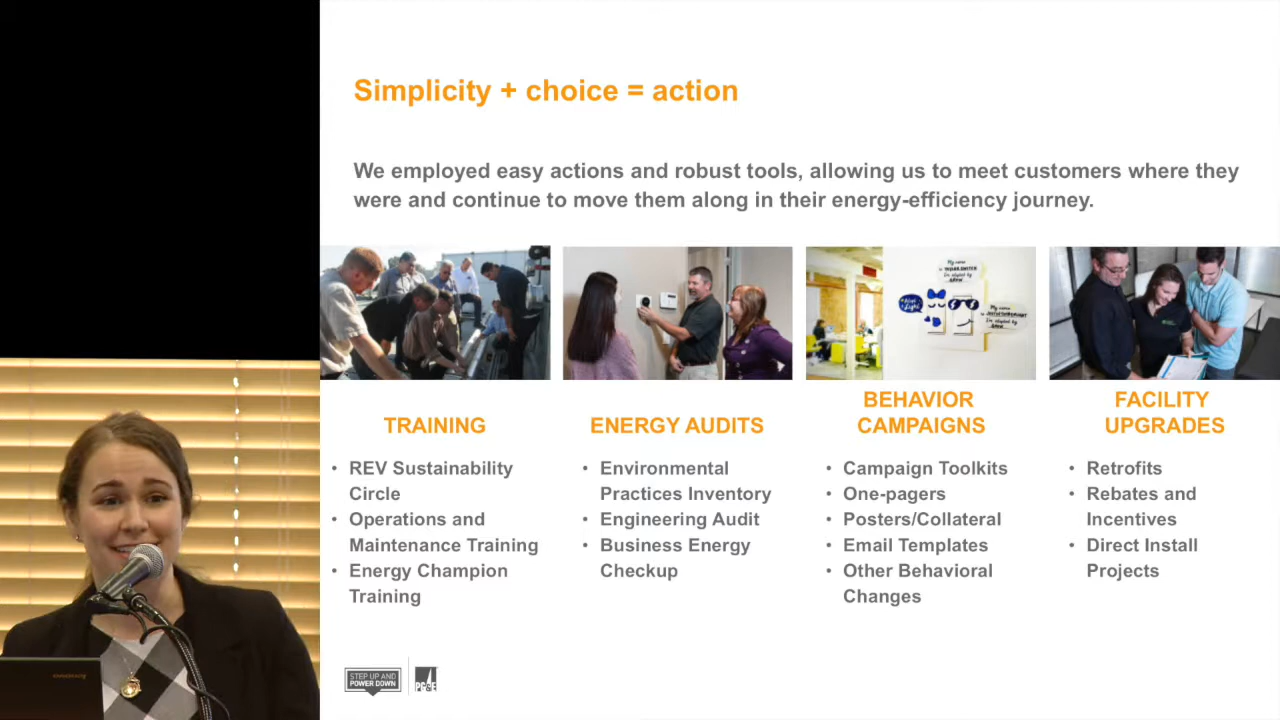 Simplicity + choice = action
We employed easy actions and robust tools, allowing us to meet customers where they
were and continue to move them along in their energy-efficiency journey.
TRAINING
• REV Sustainability
Circle
• Operations and
Maintenance Training
• Energy Champion
Training
ENERGY AUDITS
• Environmental
Practices Inventory
• Engineering Audit
• Business Energy
Checkup
BEHAVIOR
CAMPAIGNS
• Campaign Toolkits
• One-pagers
• Posters/Collateral
• Email Templates
• Other Behavioral
Changes
FACILITY
UPGRADES
• Retrofits
• Rebates and
Incentives
• Direct Install
Projects
STEP UP AND
POWER DOWN
PG&E